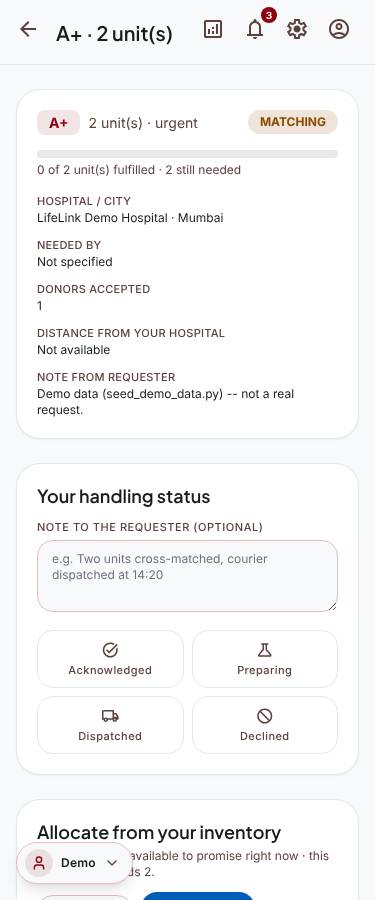 A+ · 2 unit(s)
3
A+ 2 unit(s) · urgent MATCHING
0 of 2 unit(s) fulfilled · 2 still needed
HOSPITAL / CITY
LifeLink Demo Hospital · Mumbai
NEEDED BY
Not specified
DONORS ACCEPTED
1
DISTANCE FROM YOUR HOSPITAL
Not available
NOTE FROM REQUESTER
Demo data (seed_demo_data.py) -- not a real
request.
Your handling status
NOTE TO THE REQUESTER (OPTIONAL)
e.g. Two units cross-matched, courier
dispatched at 14:20
Acknowledged Preparing
Dispatched Declined
Allocate from your inventory
available to promise right now · this
Demo 2.